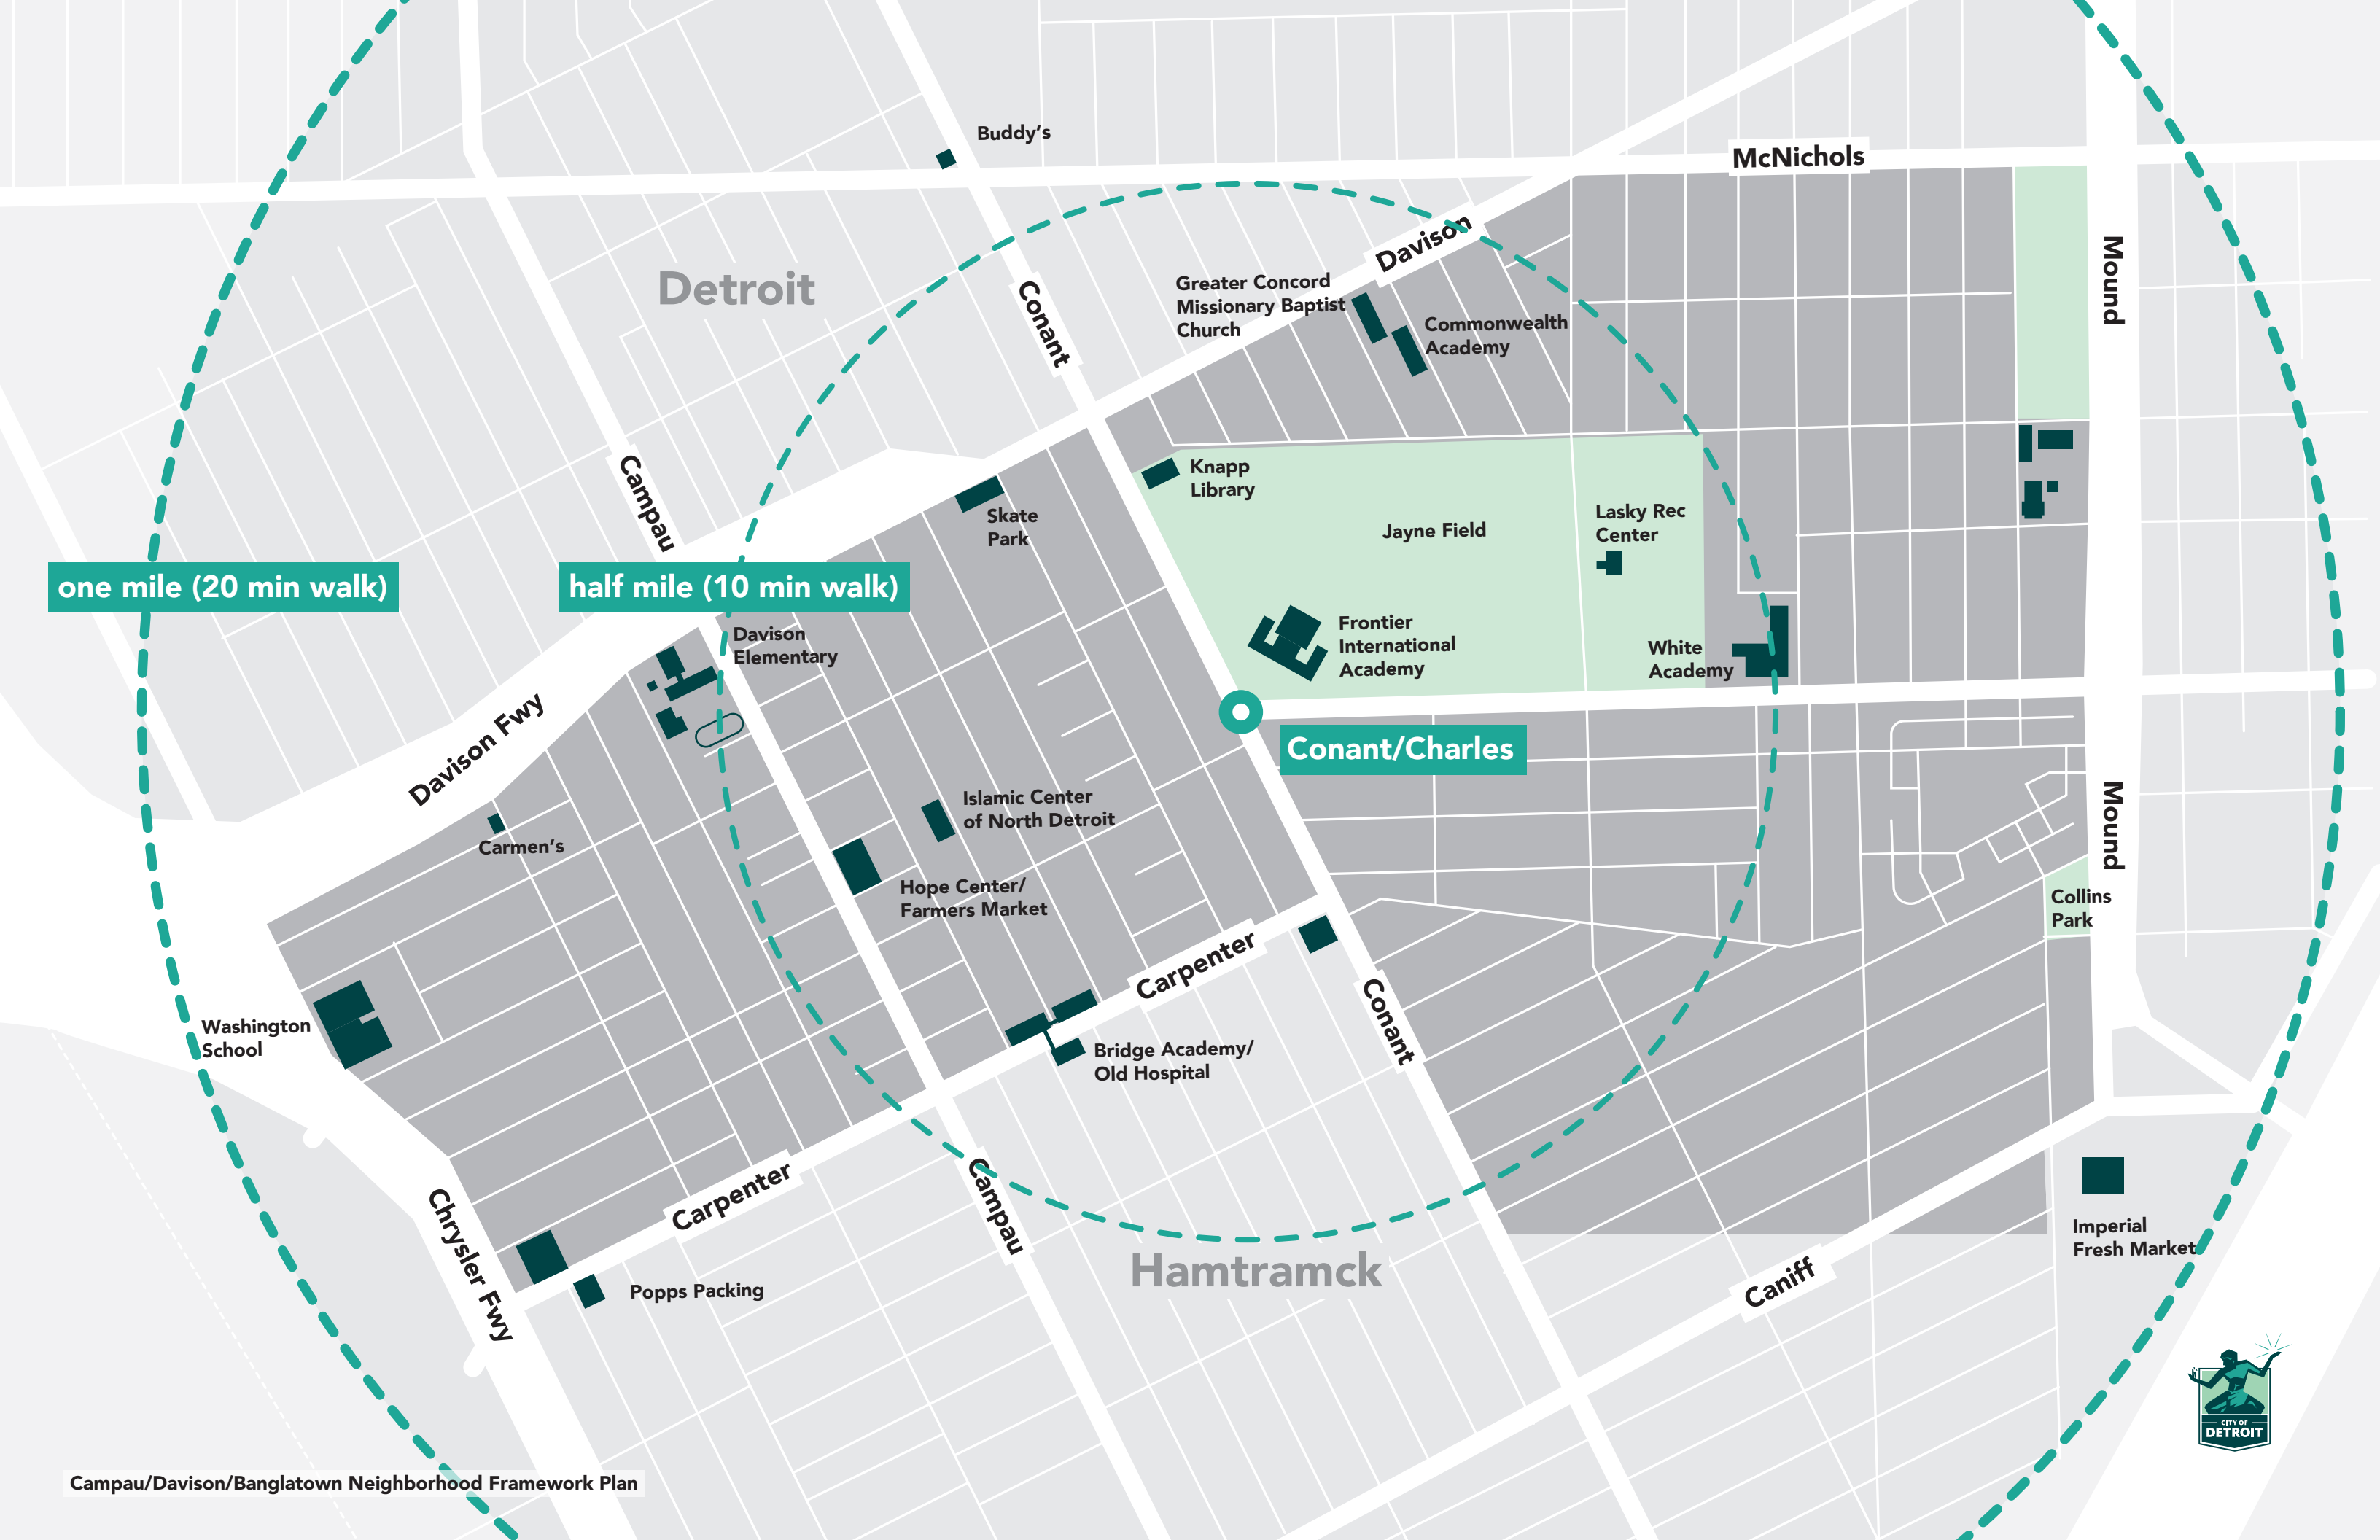 Buddy's
McNichols
Detroit
Davison
Mound
Conant
Greater Concord
Missionary Baptist
Church
Commonwealth
Academy
Campau
Knapp
Library
Skate
Park
Jayne Field
Lasky Rec
Center
one mile (20 min walk)
half mile (10 min walk)
Davison
Elementary
Frontier
International
Academy
White
Academy
Davison Fwy
Conant/Charles
Mound
Islamic Center
of North Detroit
Carmen's
Hope Center/
Farmers Market
Collins
Park
Carpenter
Conant
Washington
School
Bridge Academy/
Old Hospital
Carpenter
Campau
Chrysler Fwy
Hamtramck
Caniff
Imperial
Fresh Market
Popps Packing
CITY OF
DETROIT
Campau/Davison/Banglatown Neighborhood Framework Plan